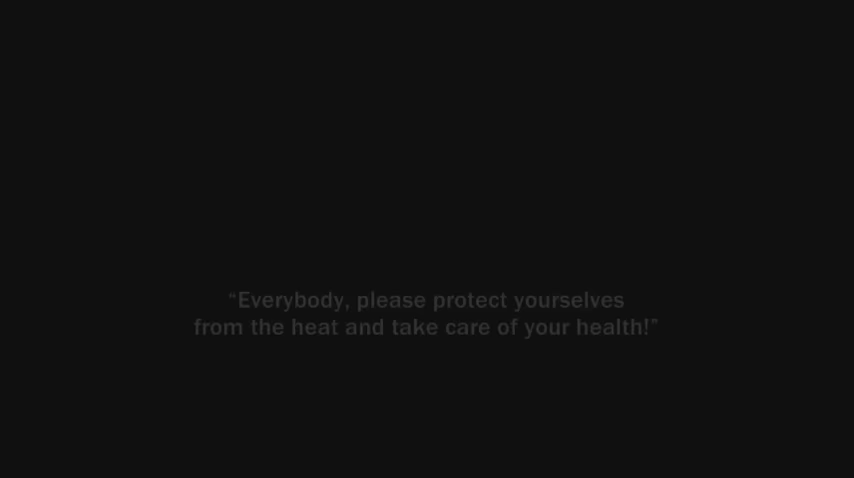 “Everybody, please protect yourselves
from the heat and take care of your health!”